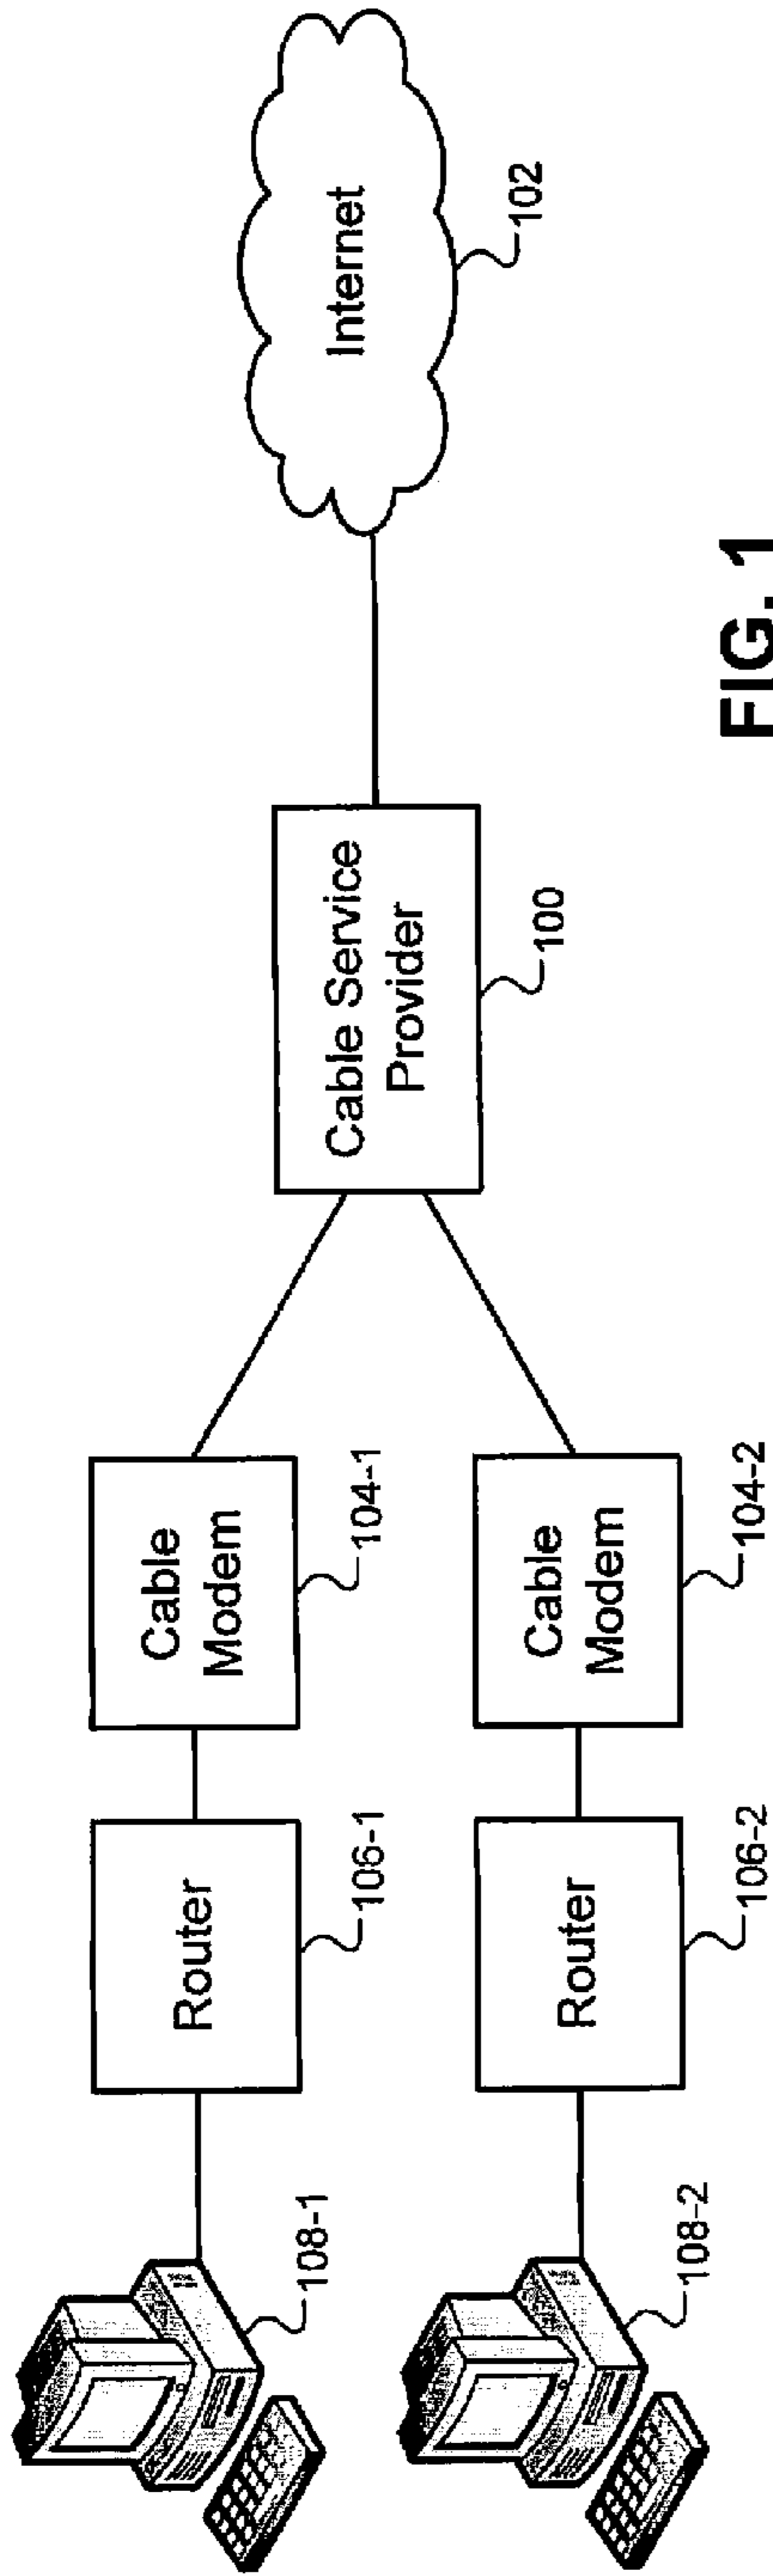 108-1
Router
106-1
Cable
Modem
104-1
108-2
Router
106-2
Cable
Modem
104-2
Cable Service
Provider
100
Internet
102
FIG. 1